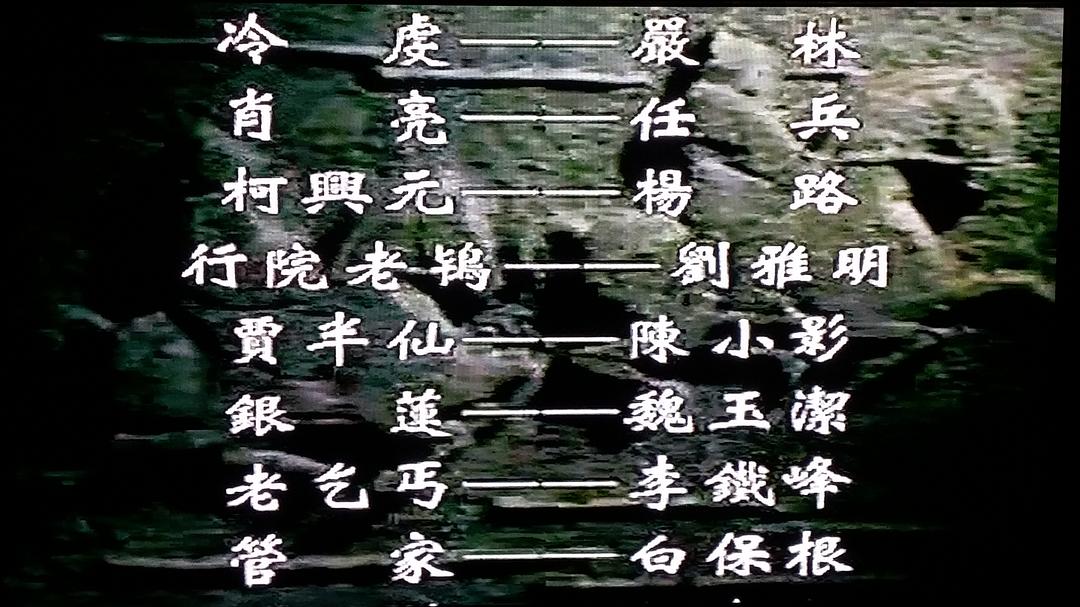 冷虔——嚴林
肖亮——任兵
柯興元——楊路
行院老鴇——劉雅明
賈半仙——陳小影
銀蓮——魏玉潔
老乞丐——李鐵峰
管家——白保根